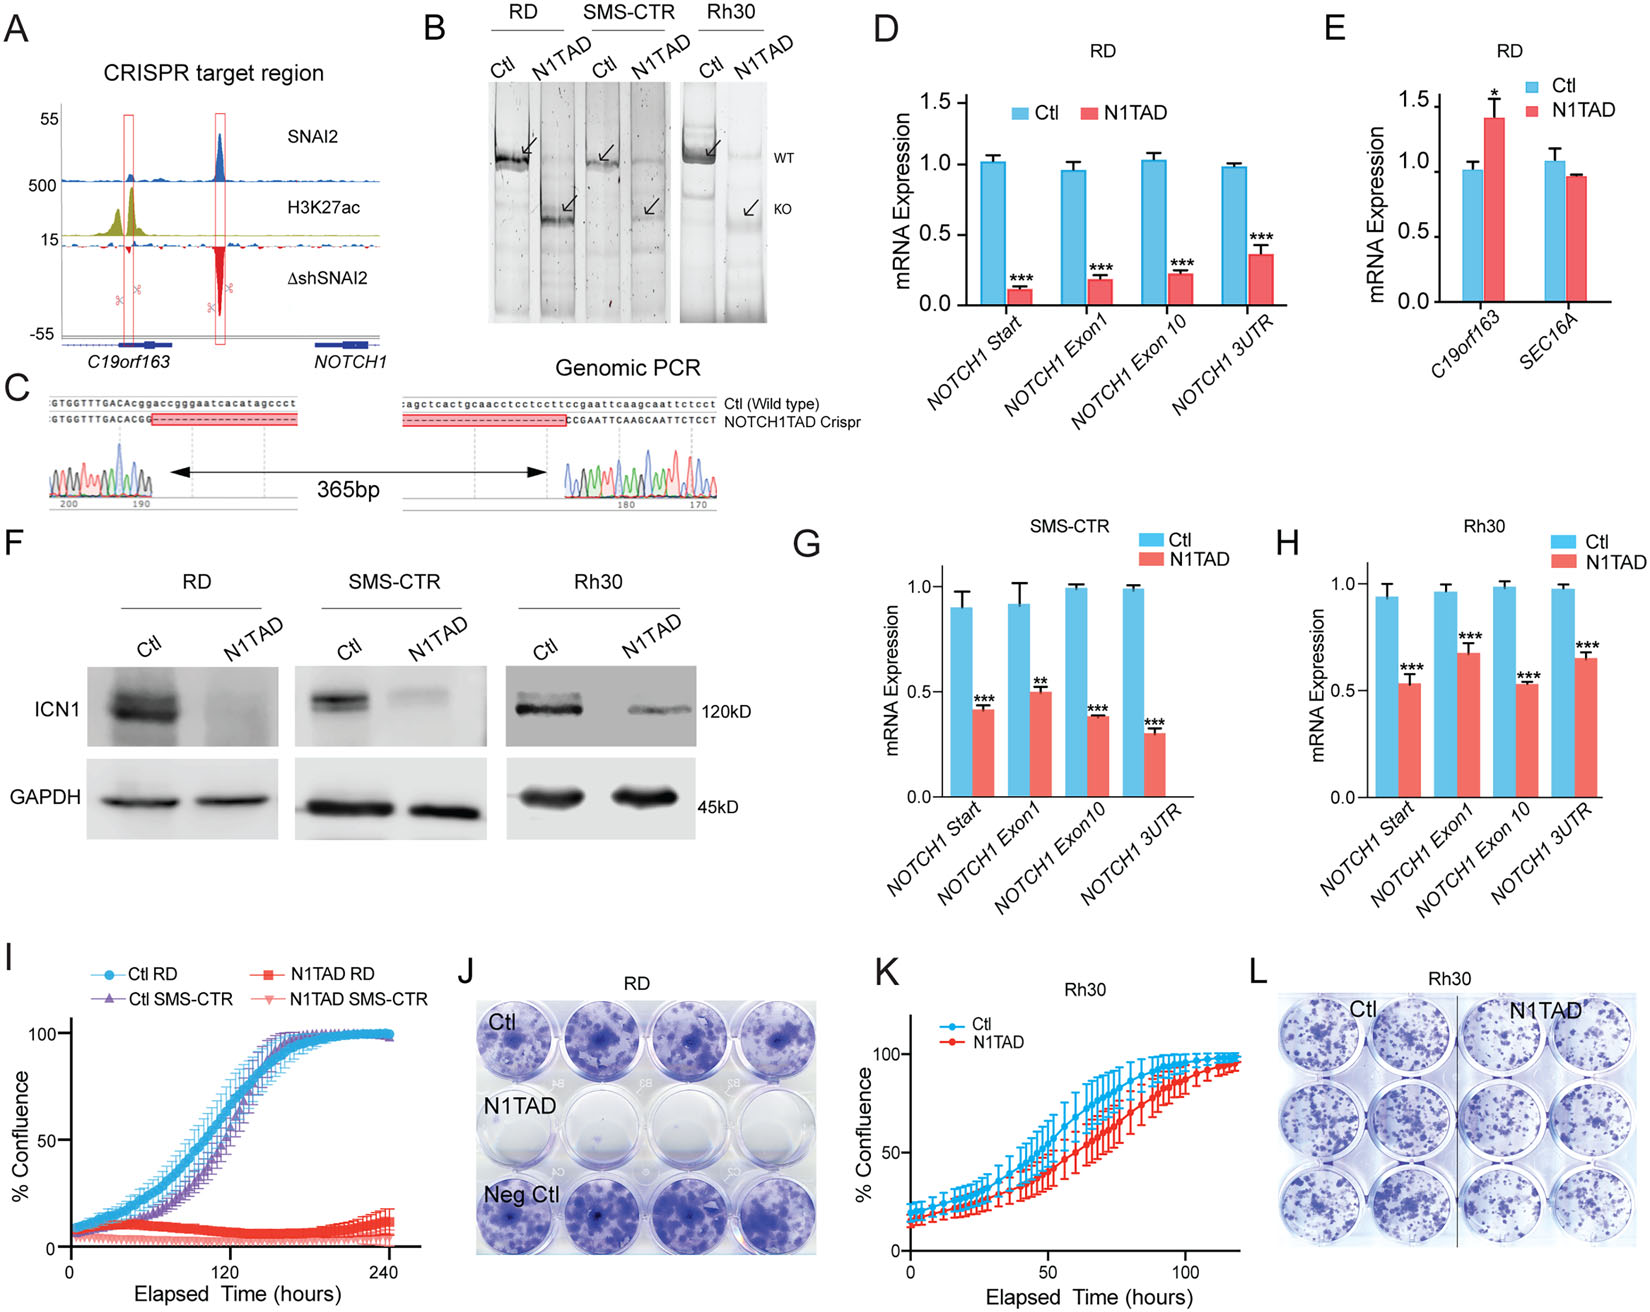 A
CRISPR target region
55
SNAI2
500
H3K27ac
15
ΔshSNAI2
-55
C19orf163
NOTCH1
B
RD
SMS-CTR
Rh30
Ctl
N1TAD
Ctl
N1TAD
Ctl
N1TAD
WT
KO
Genomic PCR
C
:GTGGTTTGACACggaccgggaatcacatagccct
:agctcactgcaacctcctccttccgaattcaagcaattctcct
Ctl (Wild type)
:GTGGTTTGACACGG
CCGAATTCAAGCAATTCTCCT
NOTCH1TAD Crispr
365bp
200
190
180
170
D
RD
Ctl
N1TAD
mRNA Expression
1.5
1.0
0.5
0.0
***
***
***
***
NOTCH1 Start
NOTCH1 Exon1
NOTCH1 Exon 10
NOTCH1 3UTR
E
RD
Ctl
N1TAD
mRNA Expression
1.5
1.0
0.5
0.0
*
C19orf163
SEC16A
F
RD
SMS-CTR
Rh30
Ctl
N1TAD
Ctl
N1TAD
Ctl
N1TAD
ICN1
120kD
GAPDH
45kD
G
SMS-CTR
Ctl
N1TAD
mRNA Expression
1.0
0.5
0.0
***
**
***
***
NOTCH1 Start
NOTCH1 Exon1
NOTCH1 Exon10
NOTCH1 3UTR
H
Rh30
Ctl
N1TAD
mRNA Expression
1.0
0.5
0.0
***
***
***
***
NOTCH1 Start
NOTCH1 Exon1
NOTCH1 Exon 10
NOTCH1 3UTR
I
Ctl RD
N1TAD RD
Ctl SMS-CTR
N1TAD SMS-CTR
% Confluence
100
50
0
0
120
240
Elapsed Time (hours)
J
RD
Ctl
N1TAD
Neg Ctl
B4
B3
B2
C4
C2
K
Rh30
Ctl
N1TAD
% Confluence
100
50
0
0
50
100
Elapsed Time (hours)
L
Rh30
Ctl
N1TAD